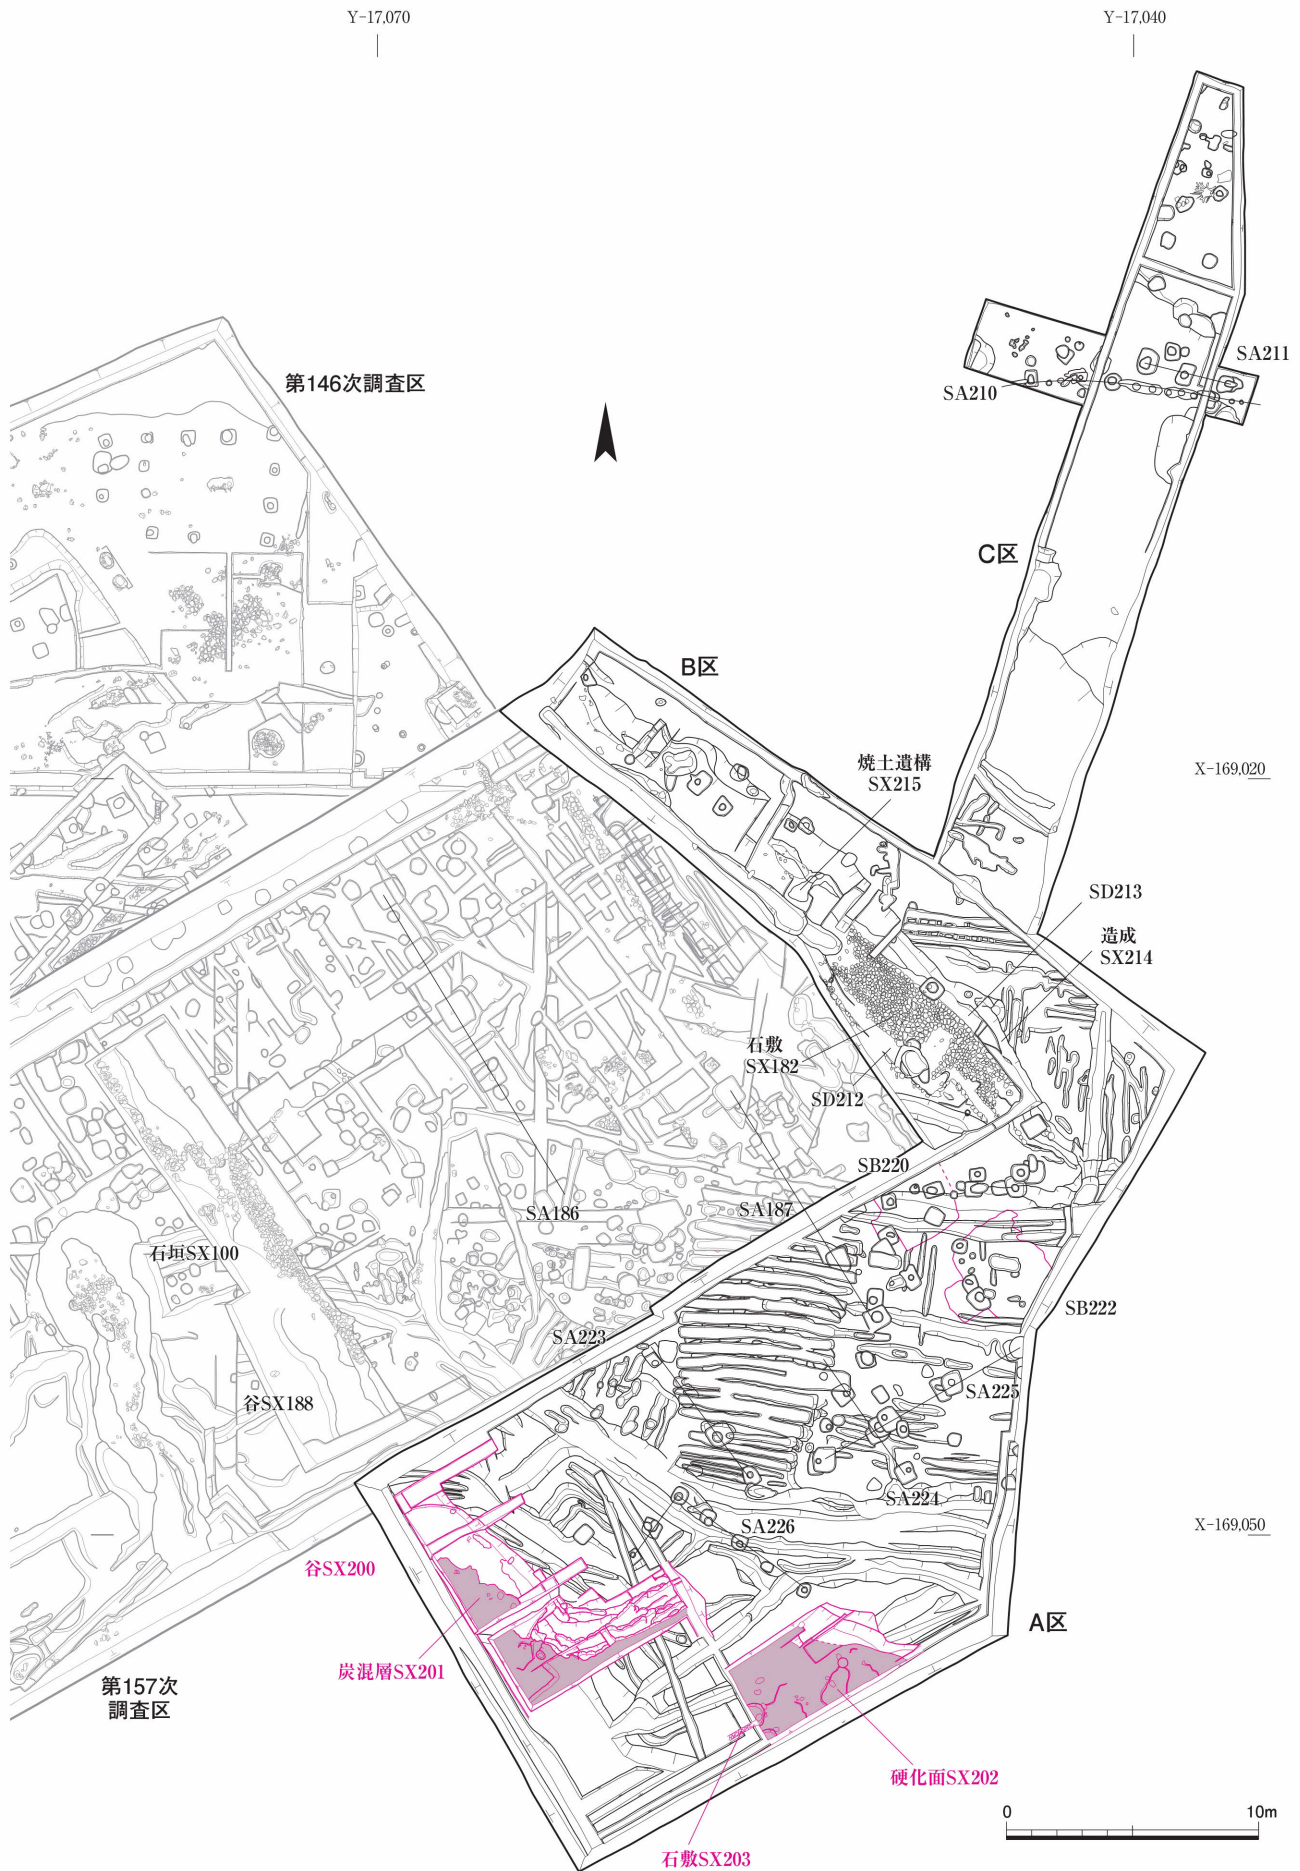 Y-17,070
Y-17,040
第146次調査区
SA211
SA210
C区
B区
焼土遺構
SX215
X-169,020
SD213
造成
SX214
石敷
SX182
SD212
SB220
SA186
SA187
石垣SX100
SB222
SA223
SA225
谷SX188
SA224
SA226
X-169,050
谷SX200
A区
炭混層SX201
第157次
調査区
硬化面SX202
0
10m
石敷SX203